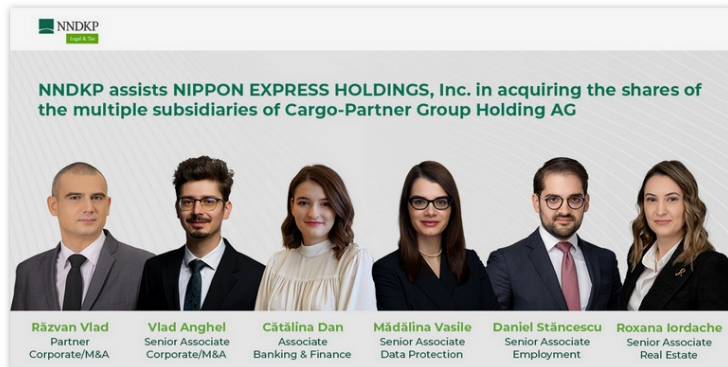 NNDKP
Legal & Tax
NNDKP assists NIPPON EXPRESS HOLDINGS, Inc. in acquiring the shares of
the multiple subsidiaries of Cargo-Partner Group Holding AG
Răzvan Vlad
Partner
Corporate/M&A
Vlad Anghel
Senior Associate
Corporate/M&A
Cătălina Dan
Associate
Banking & Finance
Mădălina Vasile
Senior Associate
Data Protection
Daniel Stăncescu
Senior Associate
Employment
Roxana Iordache
Senior Associate
Real Estate